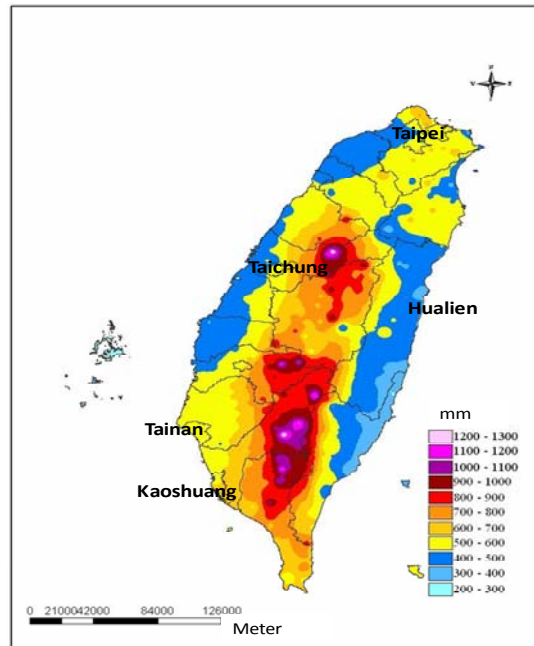 Taipei
Taichung
Hualien
Tainan
Kaoshuang
mm
1200 - 1300
1100 - 1200
1000 - 1100
900 - 1000
800 - 900
700 - 800
600 - 700
500 - 600
400 - 500
300 - 400
200 - 300
0 2100042000 84000 126000
Meter